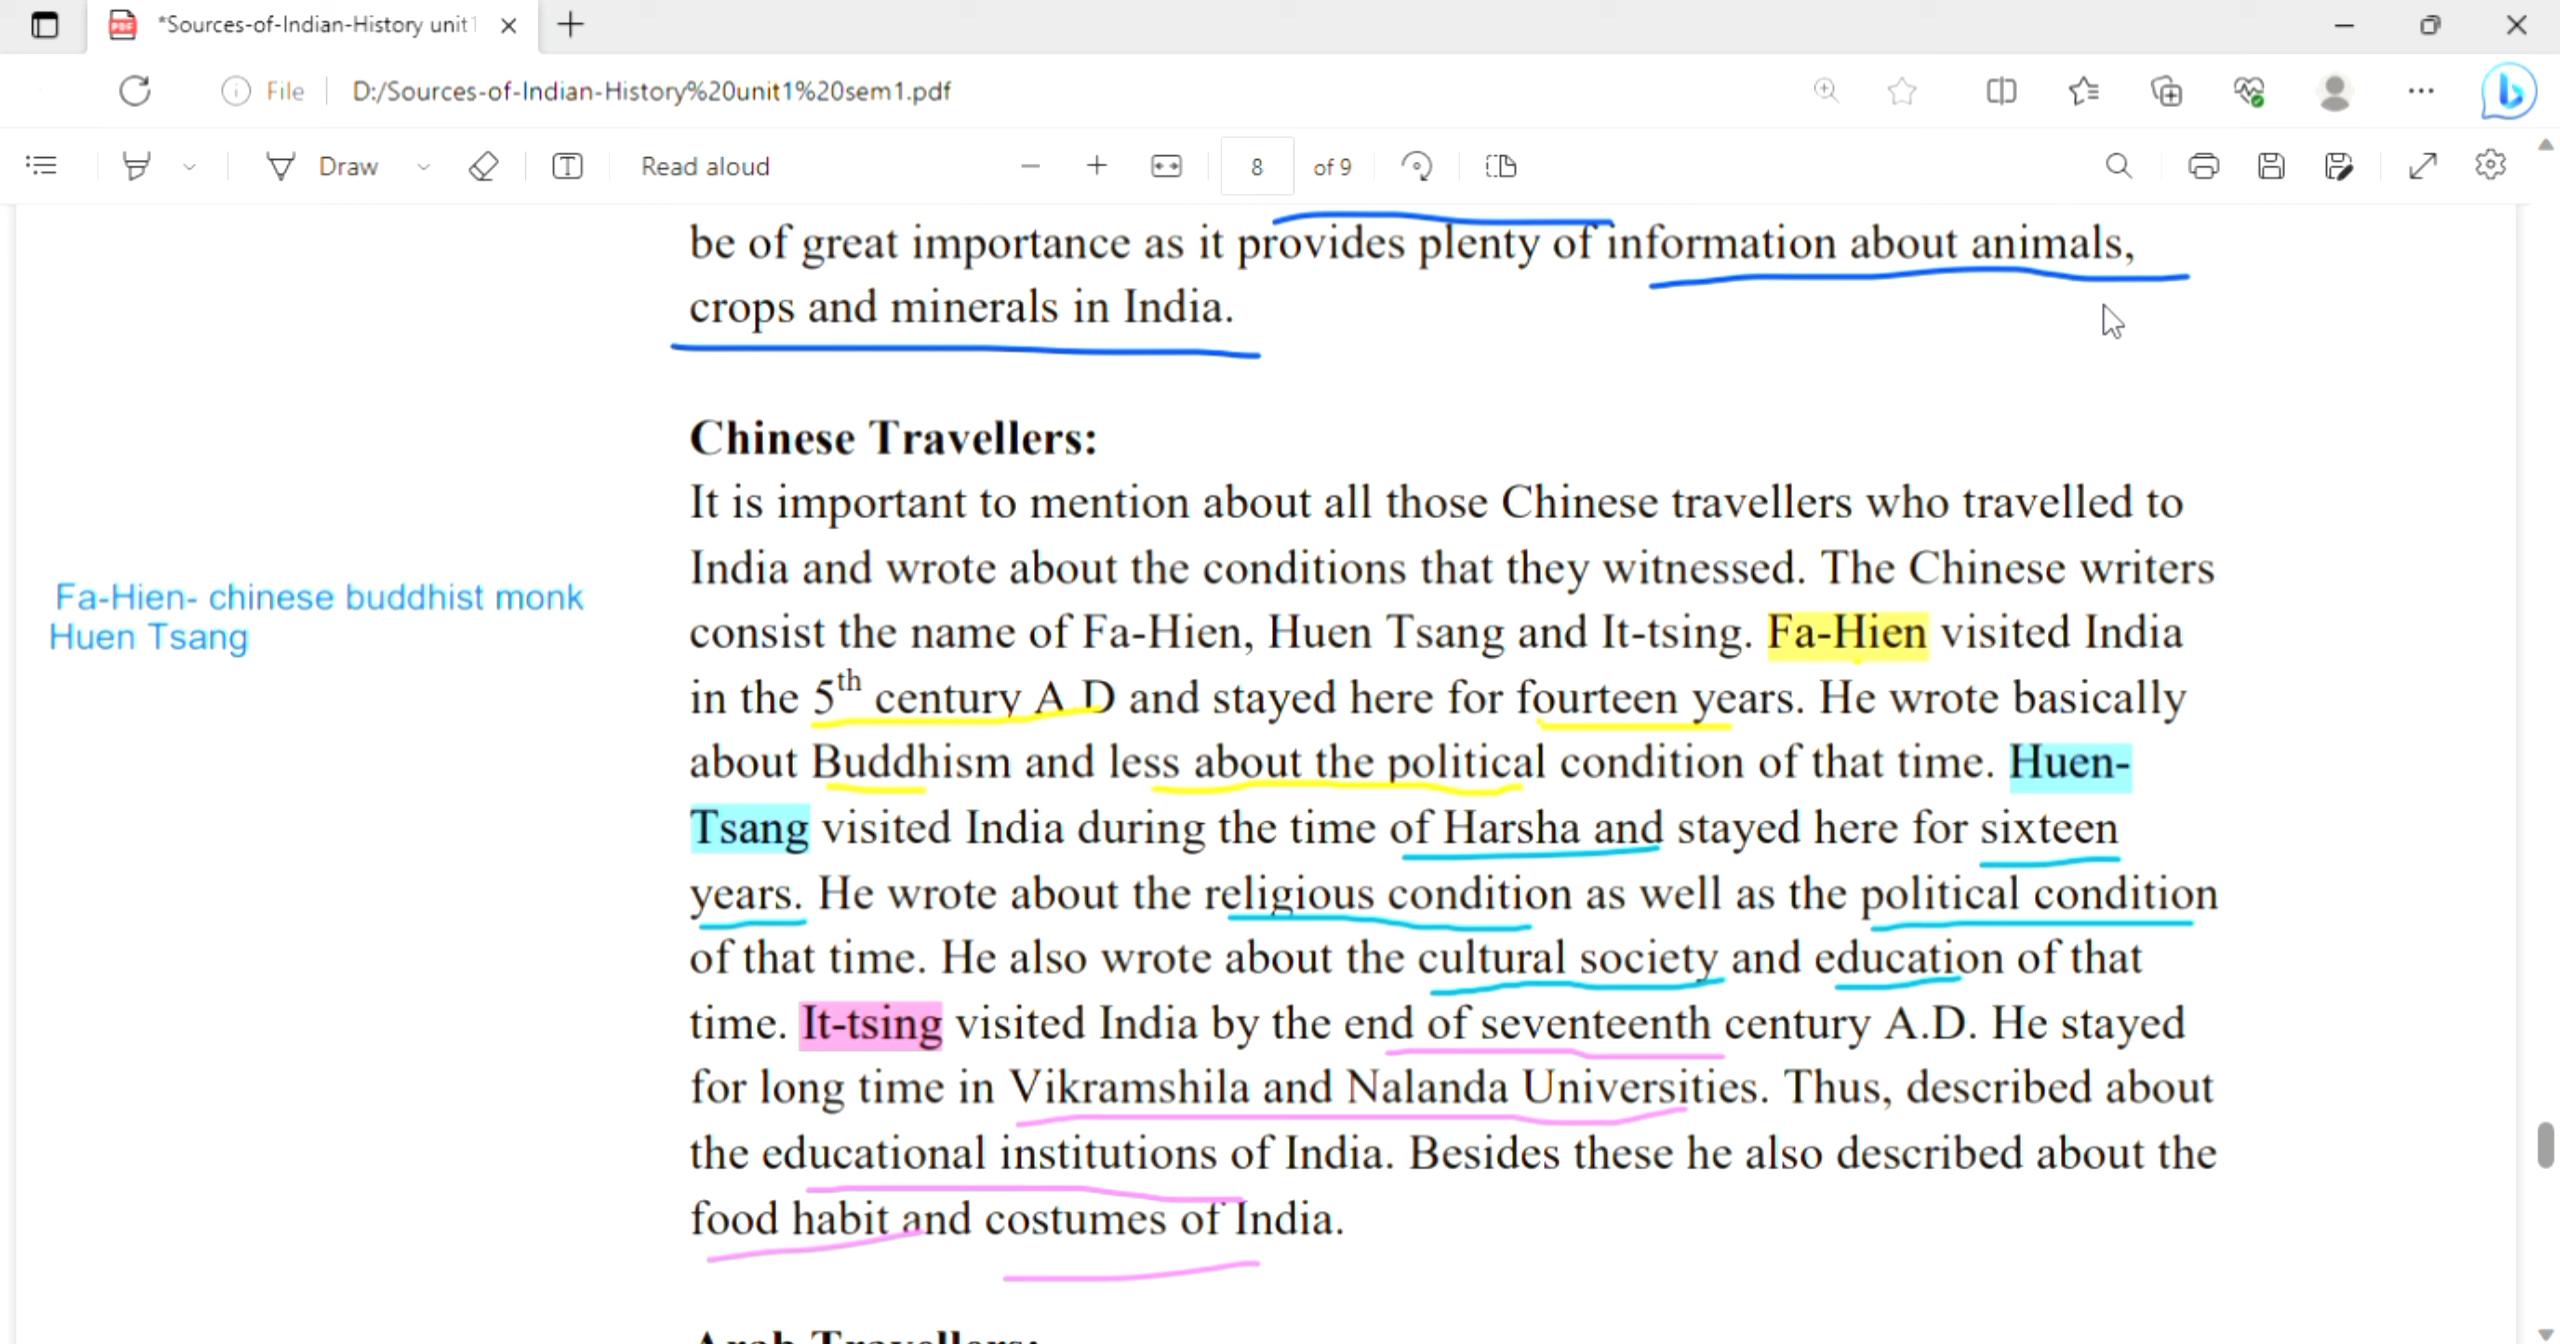 *Sources-of-Indian-History unit1
File D:/Sources-of-Indian-History%20unit1%20sem1.pdf
Draw Read aloud 8 of 9
be of great importance as it provides plenty of information about animals,
crops and minerals in India.
Chinese Travellers:
It is important to mention about all those Chinese travellers who travelled to
India and wrote about the conditions that they witnessed. The Chinese writers
consist the name of Fa-Hien, Huen Tsang and It-tsing. Fa-Hien visited India
in the 5th century A D and stayed here for fourteen years. He wrote basically
about Buddhism and less about the political condition of that time. Huen-
Tsang visited India during the time of Harsha and stayed here for sixteen
years. He wrote about the religious condition as well as the political condition
of that time. He also wrote about the cultural society and education of that
time. It-tsing visited India by the end of seventeenth century A.D. He stayed
for long time in Vikramshila and Nalanda Universities. Thus, described about
the educational institutions of India. Besides these he also described about the
food habit and costumes of India.
Arab Travellers:
Fa-Hien- chinese buddhist monk
Huen Tsang